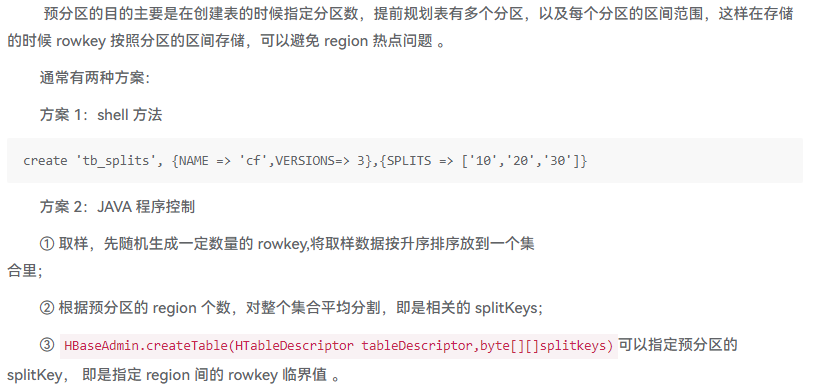 预分区的目的主要是在创建表的时候指定分区数，提前规划表有多个分区，以及每个分区的区间范围，这样在存储
的时候 rowkey 按照分区的区间存储，可以避免 region 热点问题 。
通常有两种方案：
方案 1：shell 方法
create 'tb_splits', {NAME => 'cf',VERSIONS=> 3},{SPLITS => ['10','20','30']}
方案 2：JAVA 程序控制
① 取样，先随机生成一定数量的 rowkey,将取样数据按升序排序放到一个集
合里；
② 根据预分区的 region 个数，对整个集合平均分割，即是相关的 splitKeys；
③ HBaseAdmin.createTable(HTableDescriptor tableDescriptor,byte[][]splitkeys)可以指定预分区的
splitKey， 即是指定 region 间的 rowkey 临界值 。